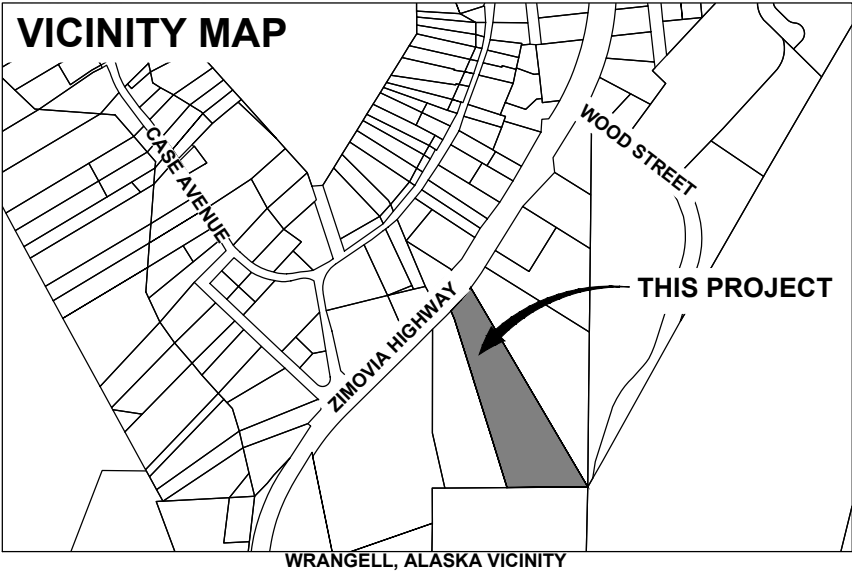 VICINITY MAP
CASE AVENUE
WOOD STREET
THIS PROJECT
ZIMOVIA HIGHWAY
WRANGELL, ALASKA VICINITY